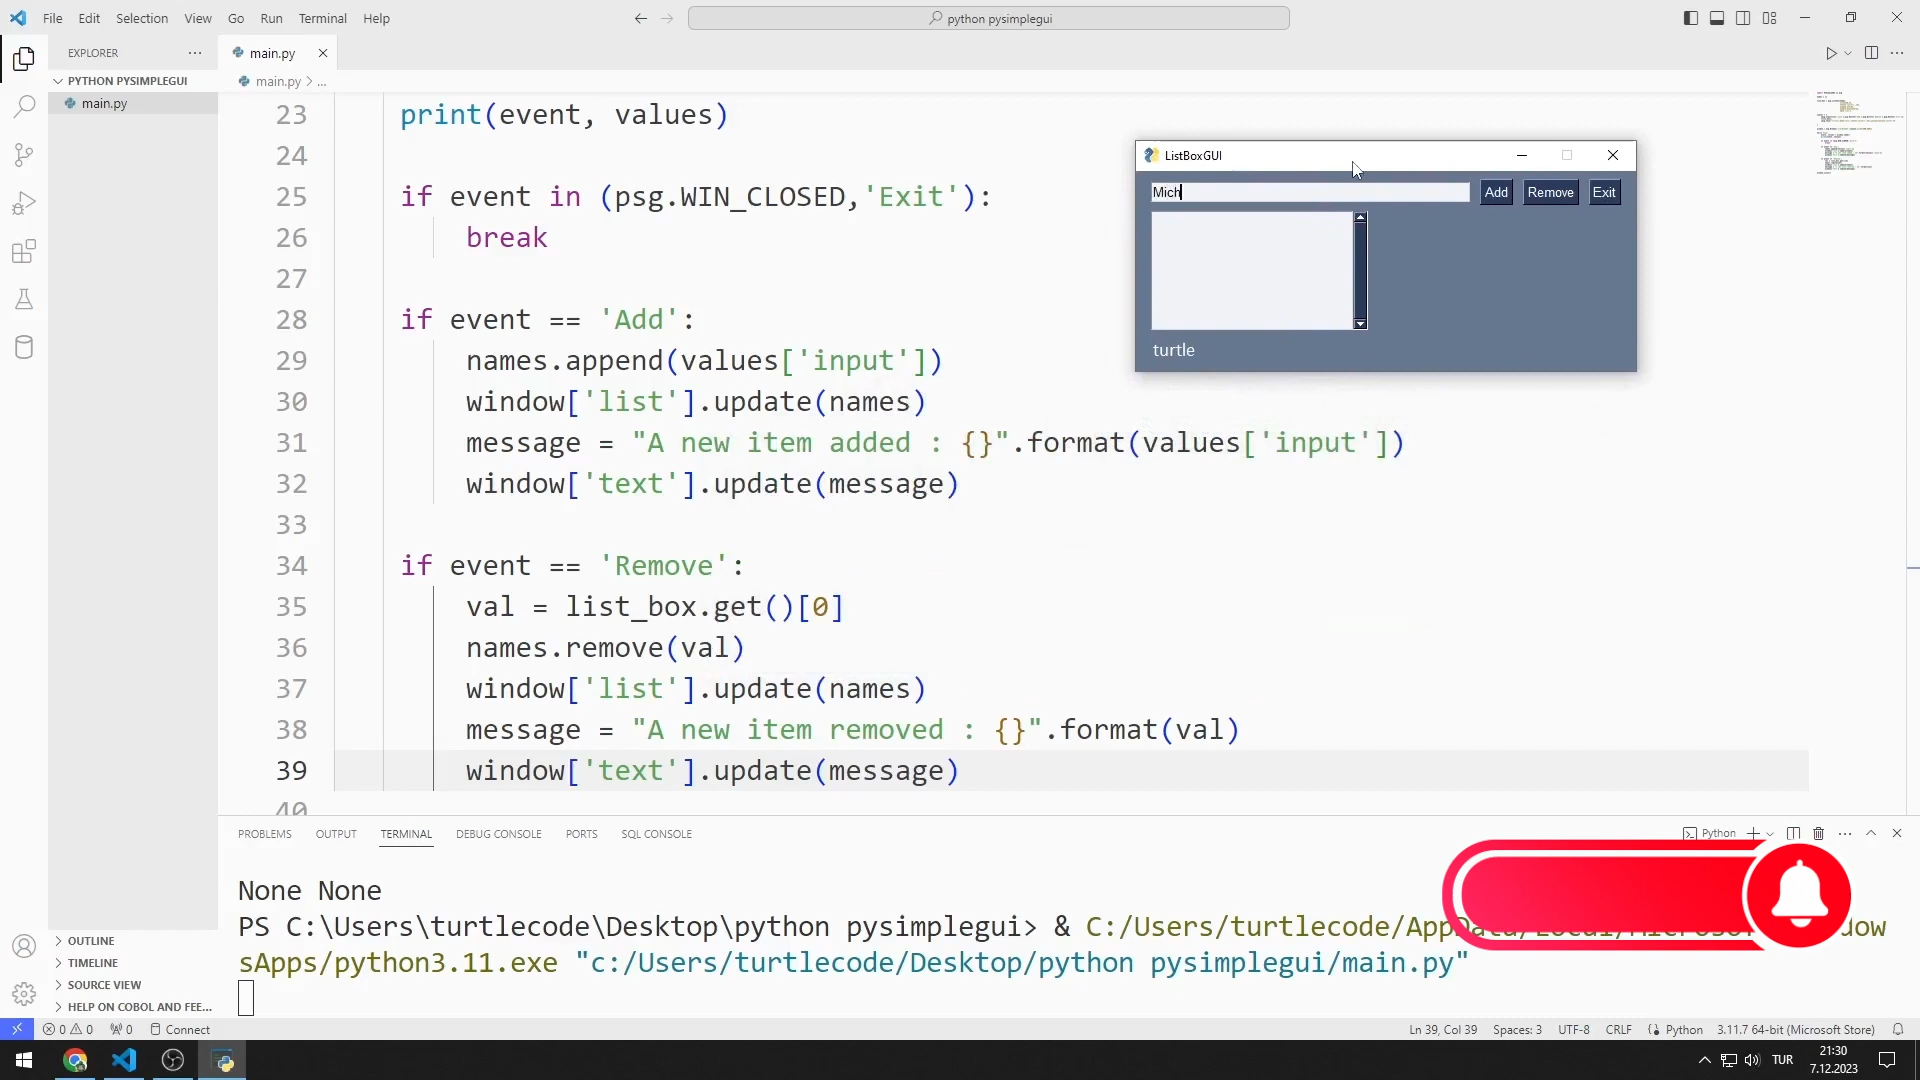 File Edit Selection View Go Run Terminal Help
python pysimplegui
EXPLORER
PYTHON PYSIMPLEGUI
main.py
main.py
main.py > ...
23 print(event, values)
24
25 if event in (psg.WIN_CLOSED,'Exit'):
26 break
27
28 if event == 'Add':
29 names.append(values['input'])
30 window['list'].update(names)
31 message = "A new item added : {}".format(values['input'])
32 window['text'].update(message)
33
34 if event == 'Remove':
35 val = list_box.get()[0]
36 names.remove(val)
37 window['list'].update(names)
38 message = "A new item removed : {}".format(val)
39 window['text'].update(message)
40
ListBoxGUI
Mich
Add Remove Exit
turtle
PROBLEMS OUTPUT TERMINAL DEBUG CONSOLE PORTS SQL CONSOLE
Python
None None
PS C:\Users\turtlecode\Desktop\python pysimplegui> & C:/Users/turtlecode/AppData/
sApps/python3.11.exe "c:/Users/turtlecode/Desktop/python pysimplegui/main.py"
OUTLINE
TIMELINE
SOURCE VIEW
HELP ON COBOL AND FEE...
0 0 0 Connect
Ln 39, Col 39 Spaces: 3 UTF-8 CRLF Python 3.11.7 64-bit (Microsoft Store)
TUR
21:30
7.12.2023